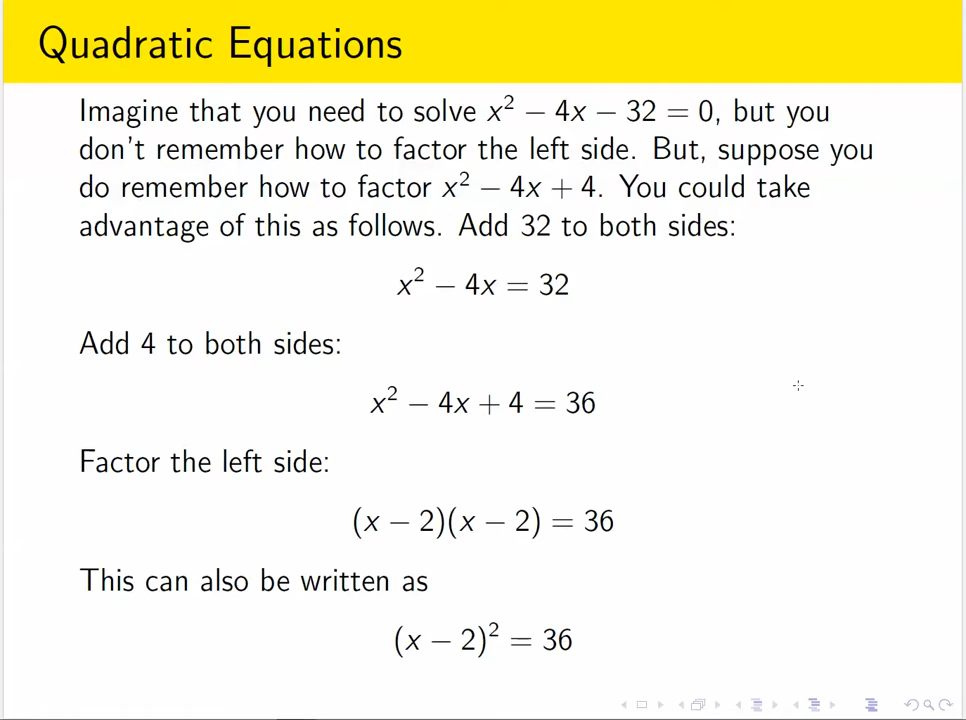 Quadratic Equations
Imagine that you need to solve x² − 4x − 32 = 0, but you
don't remember how to factor the left side. But, suppose you
do remember how to factor x² − 4x + 4. You could take
advantage of this as follows. Add 32 to both sides:
x² − 4x = 32
Add 4 to both sides:
x² − 4x + 4 = 36
Factor the left side:
(x − 2)(x − 2) = 36
This can also be written as
(x − 2)² = 36